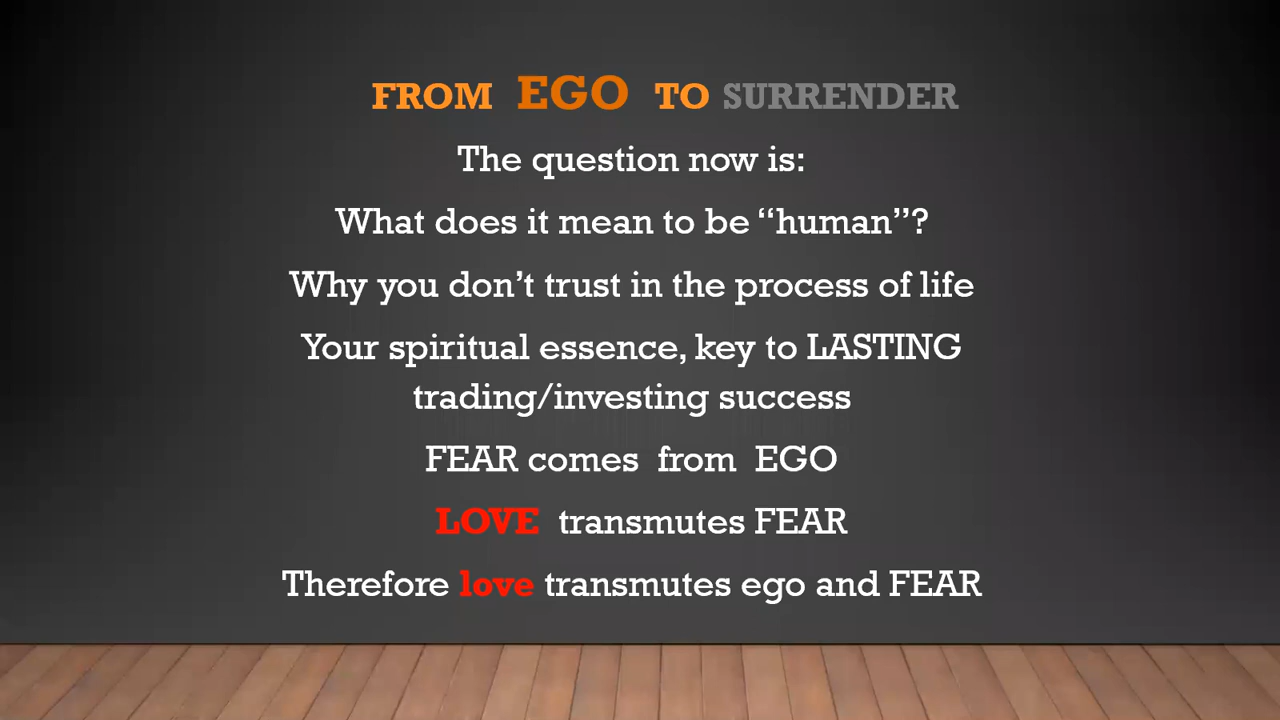 FROM EGO TO SURRENDER
The question now is:
What does it mean to be “human”?
Why you don’t trust in the process of life
Your spiritual essence, key to LASTING
trading/investing success
FEAR comes from EGO
LOVE transmutes FEAR
Therefore love transmutes ego and FEAR